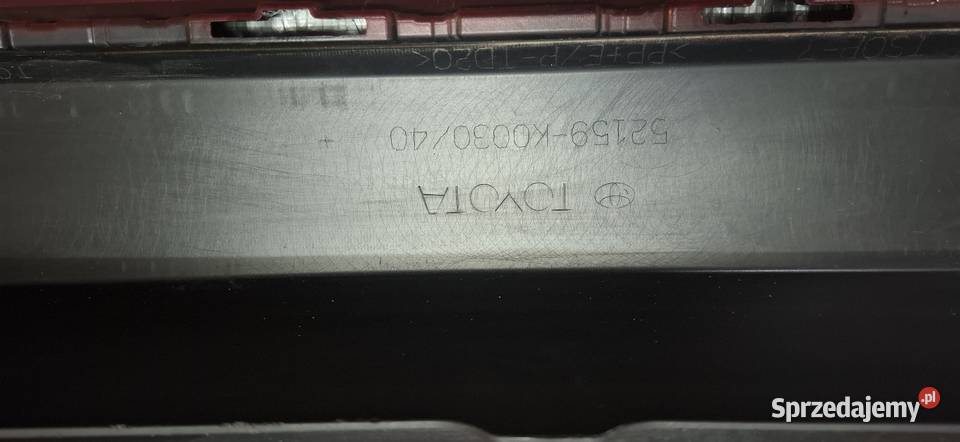 TOYOTA
52159-K0030/40
>PP+E/P-TD20<
Sprzedajemy.pl